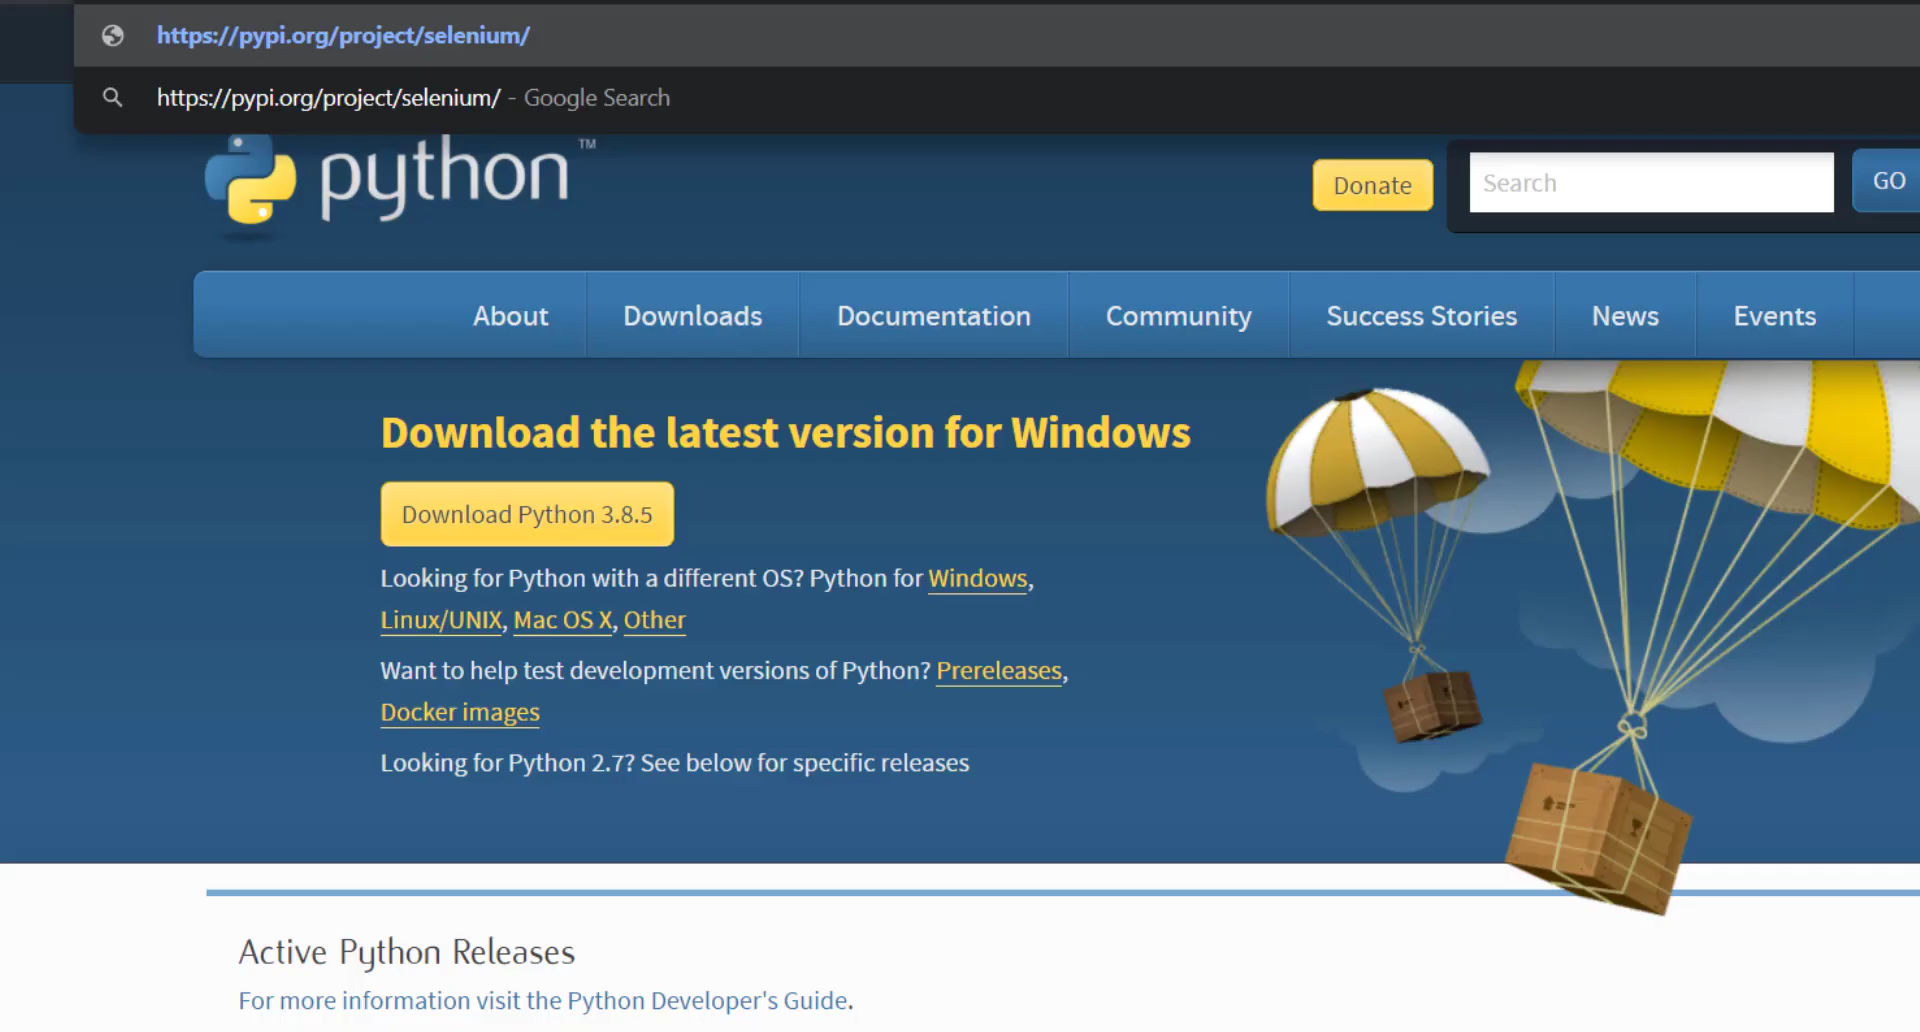 https://pypi.org/project/selenium/
https://pypi.org/project/selenium/ - Google Search
python™
Donate
Search
GO
About
Downloads
Documentation
Community
Success Stories
News
Events
Download the latest version for Windows
Download Python 3.8.5
Looking for Python with a different OS? Python for Windows,
Linux/UNIX, Mac OS X, Other
Want to help test development versions of Python? Prereleases,
Docker images
Looking for Python 2.7? See below for specific releases
Active Python Releases
For more information visit the Python Developer's Guide.